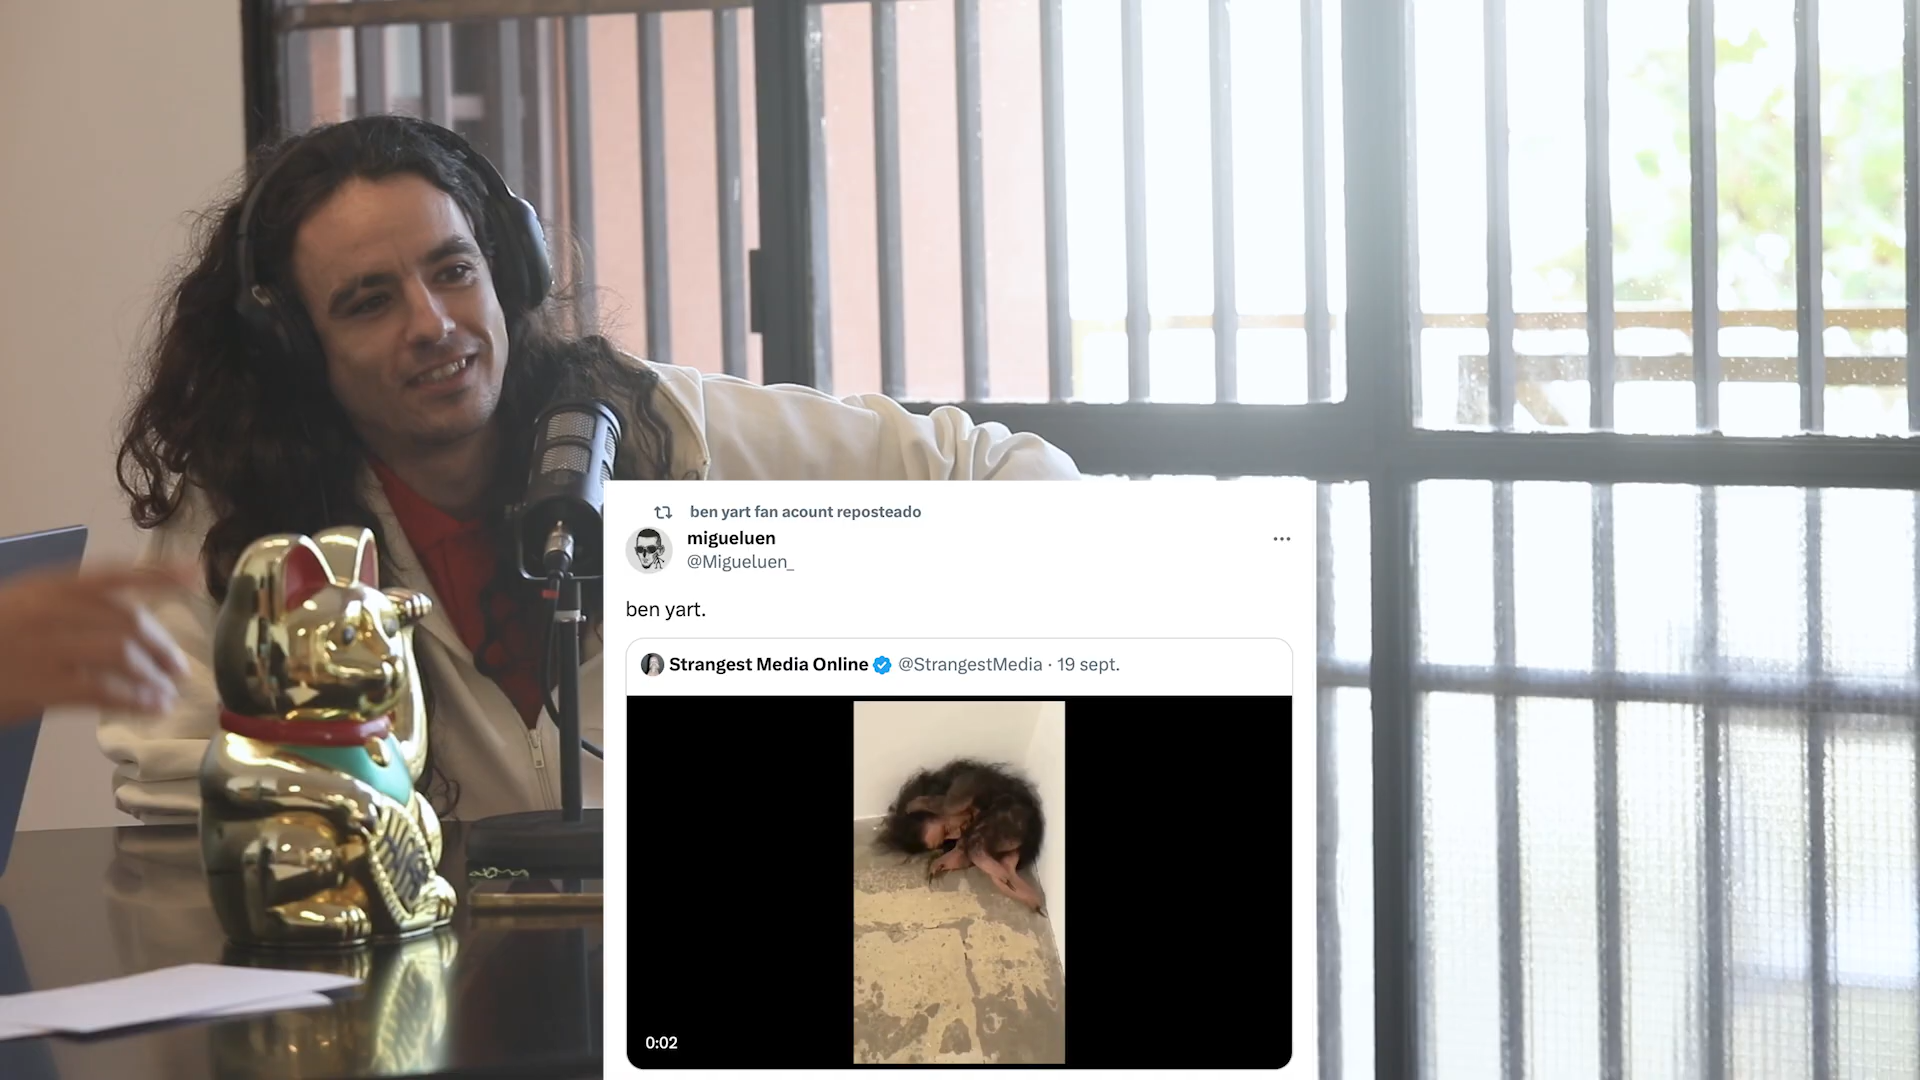 ben yart fan acount reposteado
migueluen
@Migueluen_
ben yart.
Strangest Media Online @StrangestMedia · 19 sept.
0:02